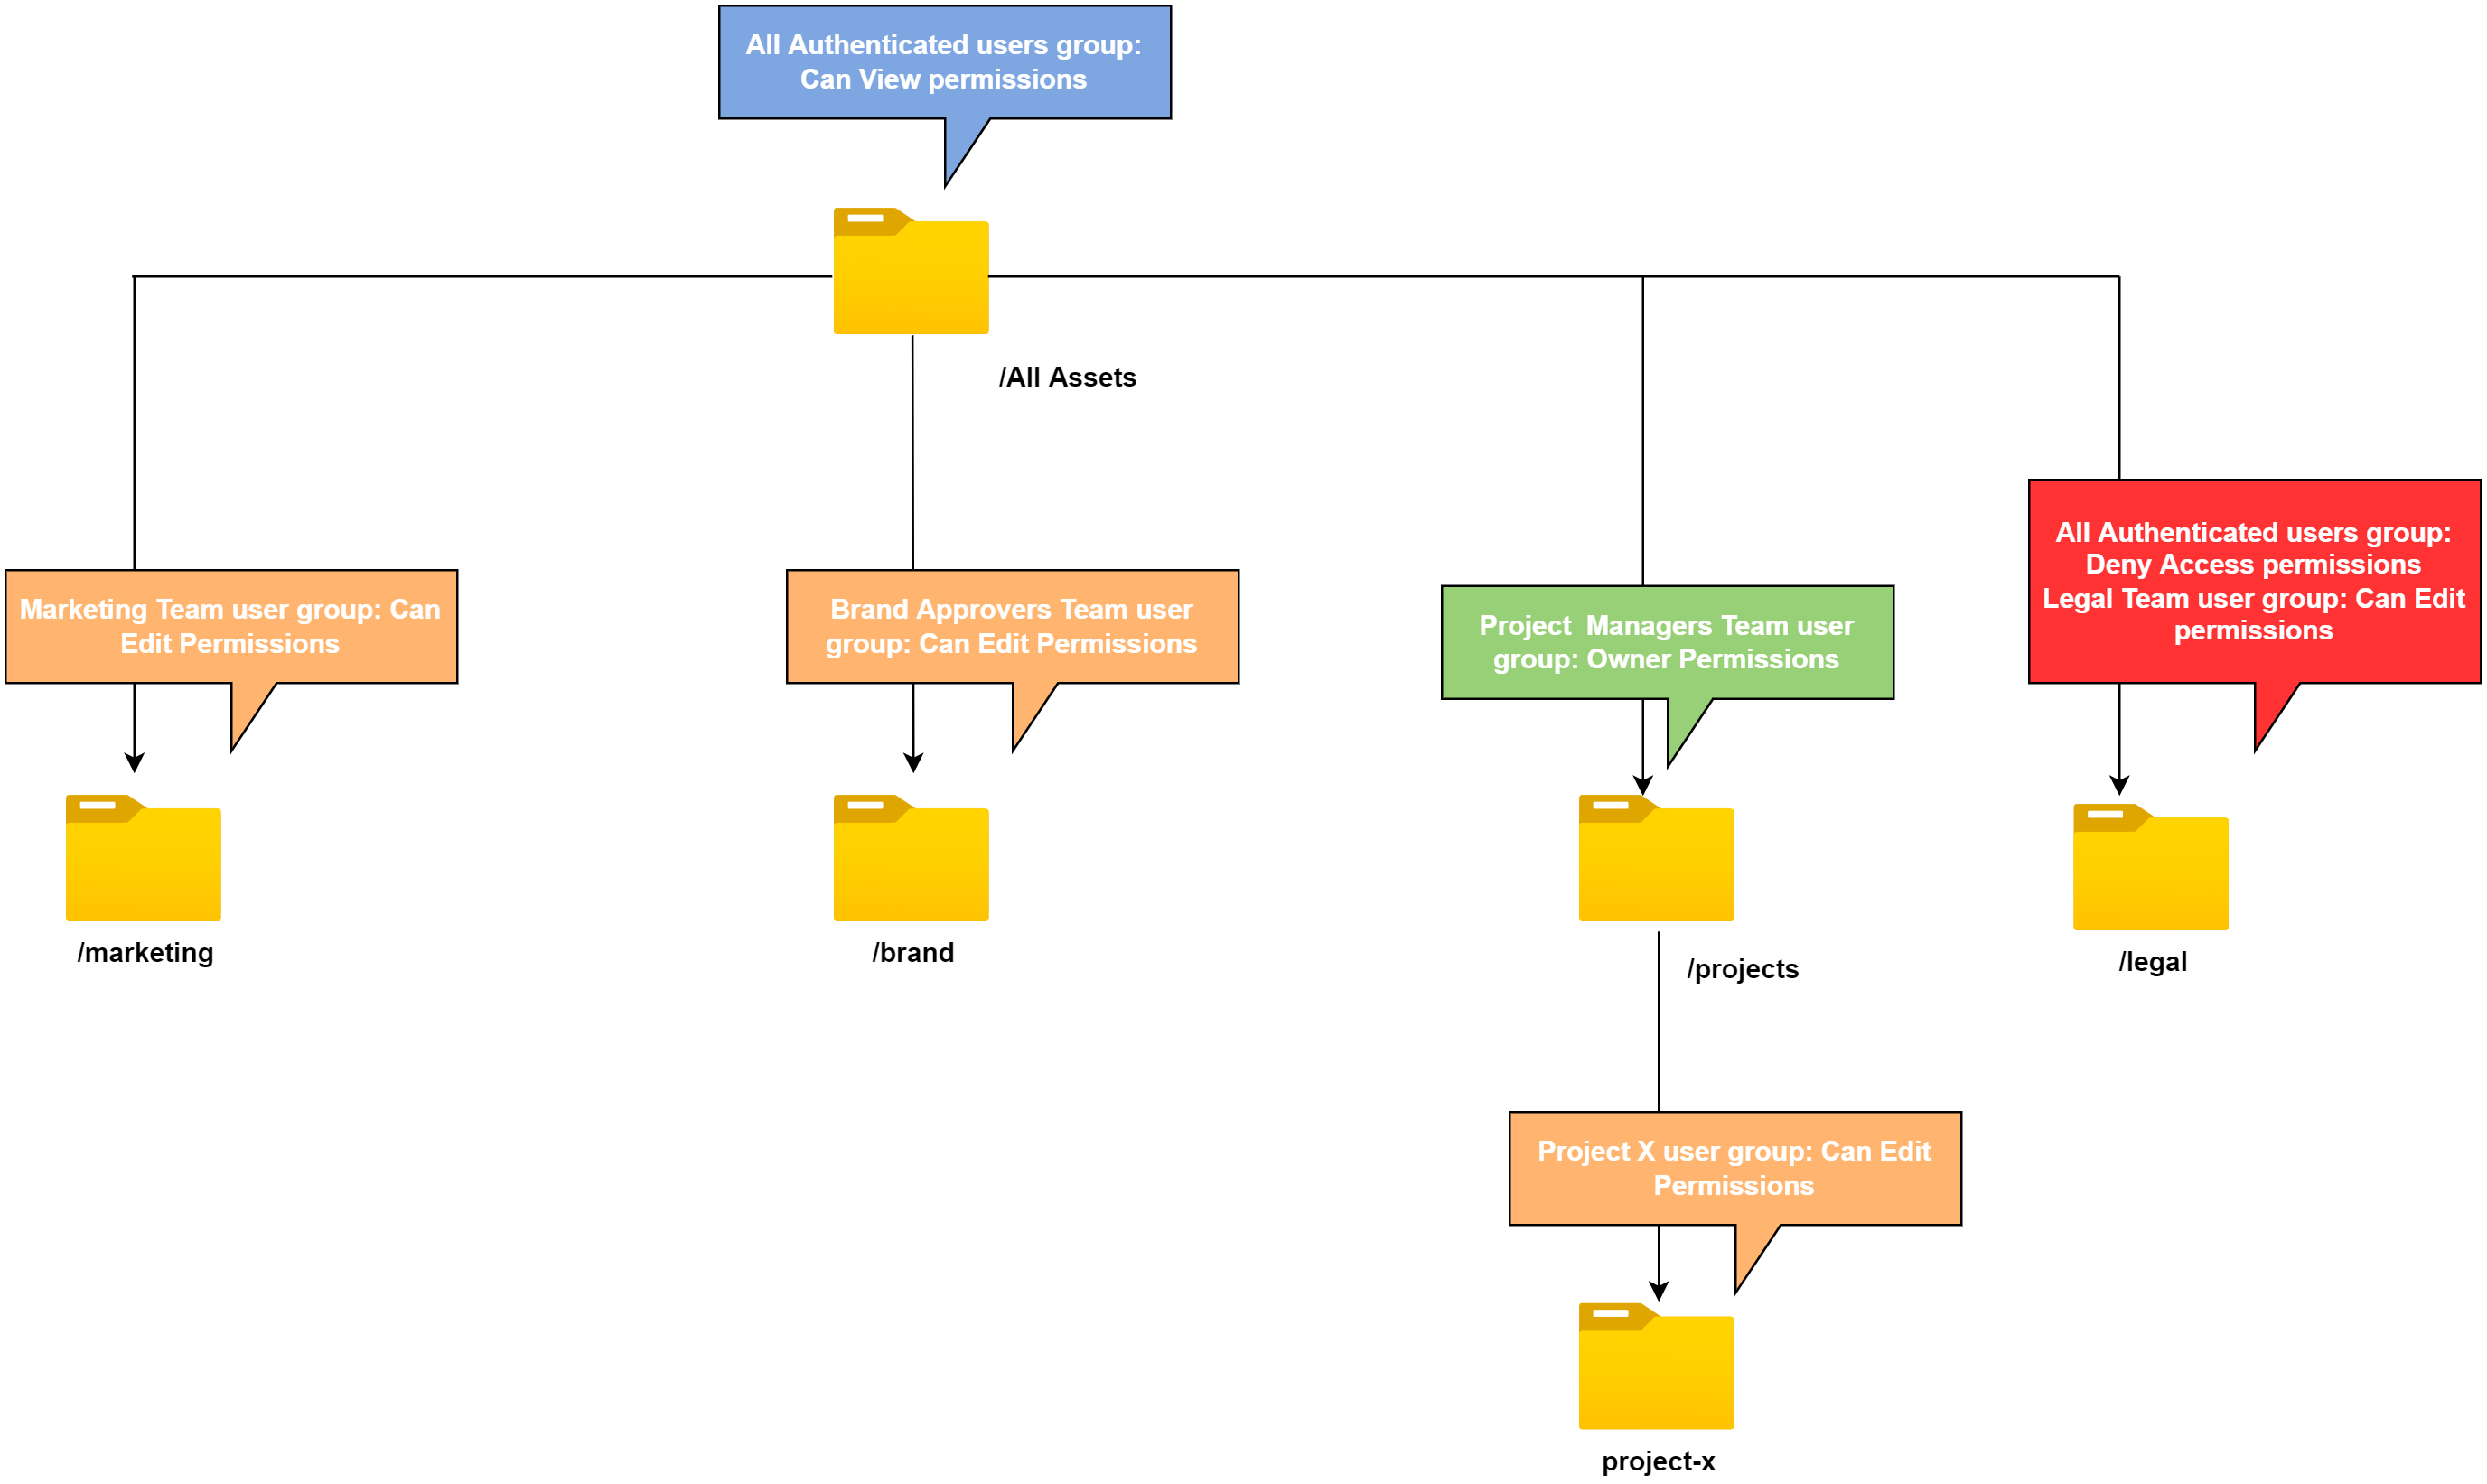 All Authenticated users group:
Can View permissions
/All Assets
Marketing Team user group: Can
Edit Permissions
Brand Approvers Team user
group: Can Edit Permissions
Project  Managers Team user
group: Owner Permissions
All Authenticated users group:
Deny Access permissions
Legal Team user group: Can Edit
permissions
/marketing
/brand
/projects
/legal
Project X user group: Can Edit
Permissions
project-x